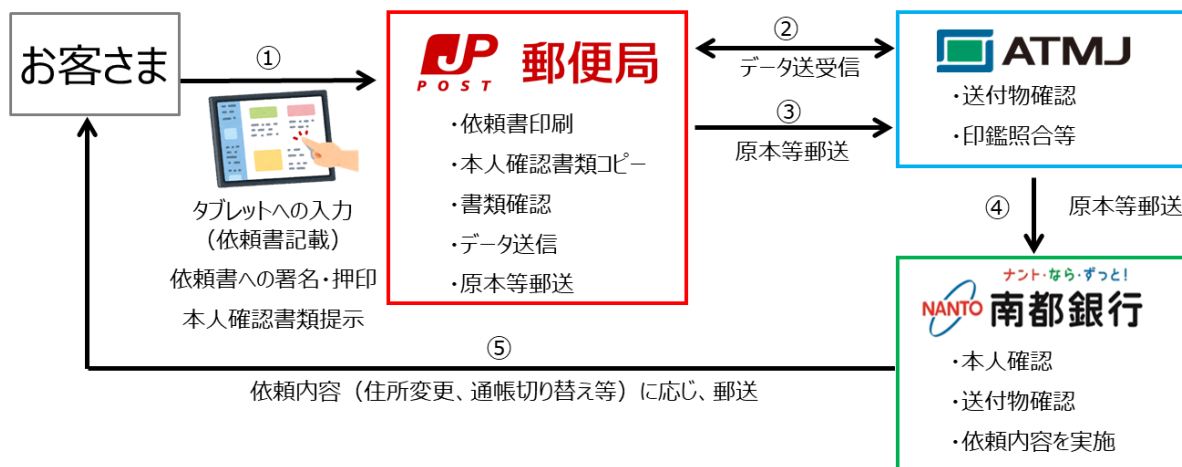 お客さま
①
タブレットへの入力
（依頼書記載）
依頼書への署名・押印
本人確認書類提示
JP
POST
郵便局
・依頼書印刷
・本人確認書類コピー
・書類確認
・データ送信
・原本等郵送
②
データ送受信
③
原本等郵送
ATMJ
・送付物確認
・印鑑照合等
④
原本等郵送
ナント・なら・ずっと！
NANTO 南都銀行
・本人確認
・送付物確認
・依頼内容を実施
⑤
依頼内容（住所変更、通帳切り替え等）に応じ、郵送